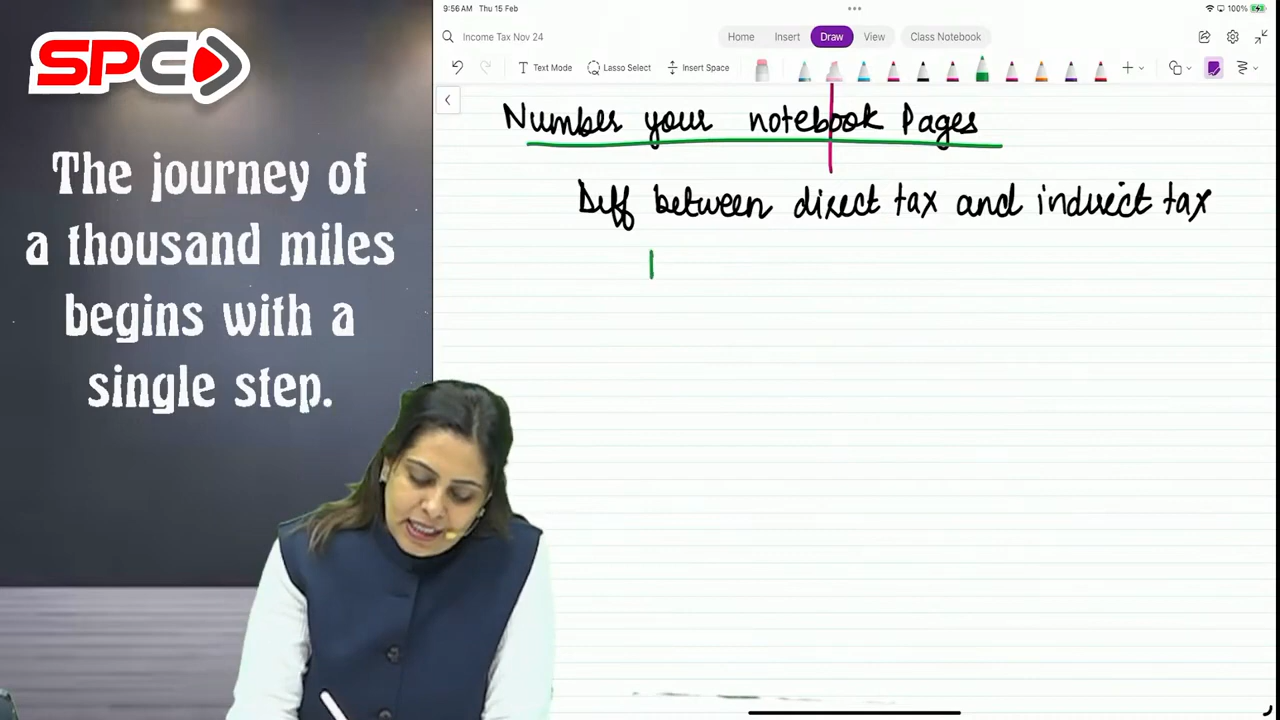 SPED
The journey of
a thousand miles
begins with a
single step.
9:56 AM Thu 15 Feb
100%
Income Tax Nov 24
Home Insert Draw View Class Notebook
Text Mode Lasso Select Insert Space
Number your notebook Pages
Diff between direct tax and indirect tax